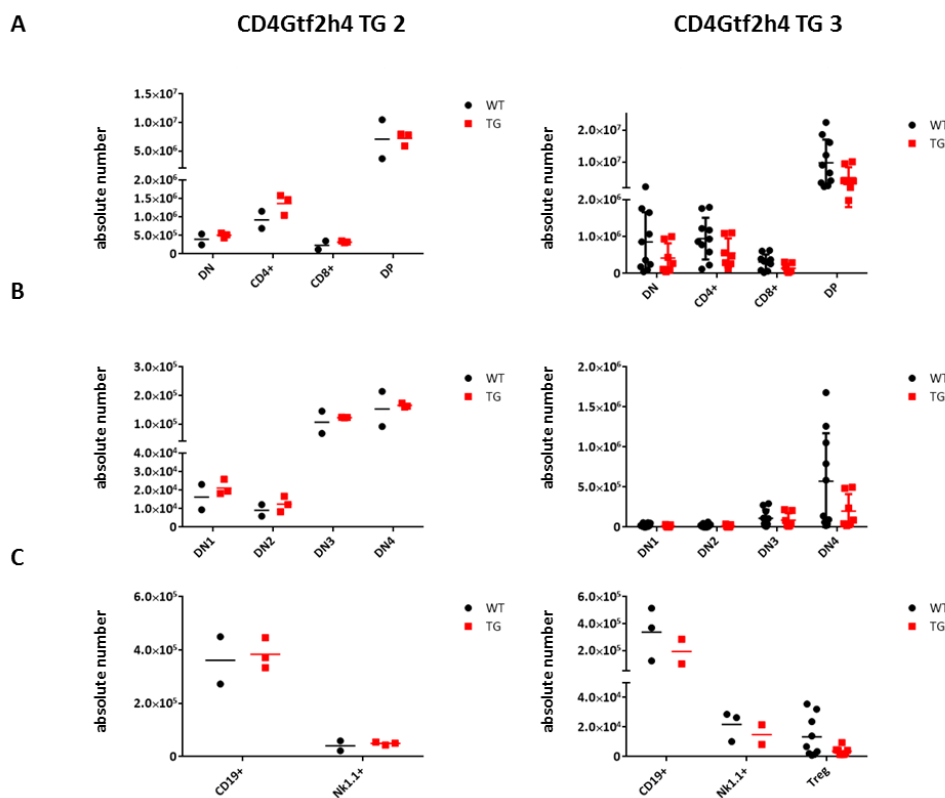 A
CD4Gtf2h4 TG 2
CD4Gtf2h4 TG 3
absolute number
1.5×10⁷
1.0×10⁷
5.0×10⁶
2.0×10⁶
1.5×10⁶
1.0×10⁶
5.0×10⁵
0
DN
CD4+
CD8+
DP
WT
TG
absolute number
2.0×10⁷
1.0×10⁷
2.0×10⁶
1.0×10⁶
0
DN
CD4+
CD8+
DP
WT
TG
B
absolute number
3.0×10⁵
2.0×10⁵
1.0×10⁵
4.0×10⁴
3.0×10⁴
2.0×10⁴
1.0×10⁴
0
DN1
DN2
DN3
DN4
WT
TG
absolute number
2.0×10⁶
1.5×10⁶
1.0×10⁶
5.0×10⁵
0
DN1
DN2
DN3
DN4
WT
TG
C
absolute number
6.0×10⁵
4.0×10⁵
2.0×10⁵
0
CD19+
Nk1.1+
WT
TG
absolute number
6.0×10⁵
4.0×10⁵
2.0×10⁵
4.0×10⁴
2.0×10⁴
0
CD19+
Nk1.1+
Treg
WT
TG